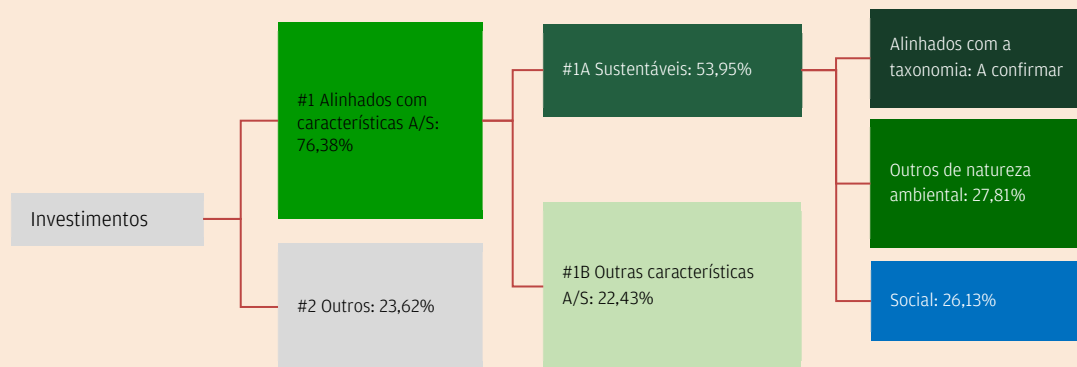 Investimentos
#1 Alinhados com
características A/S:
76,38%
#2 Outros: 23,62%
#1A Sustentáveis: 53,95%
#1B Outras características
A/S: 22,43%
Alinhados com a
taxonomia: A confirmar
Outros de natureza
ambiental: 27,81%
Social: 26,13%